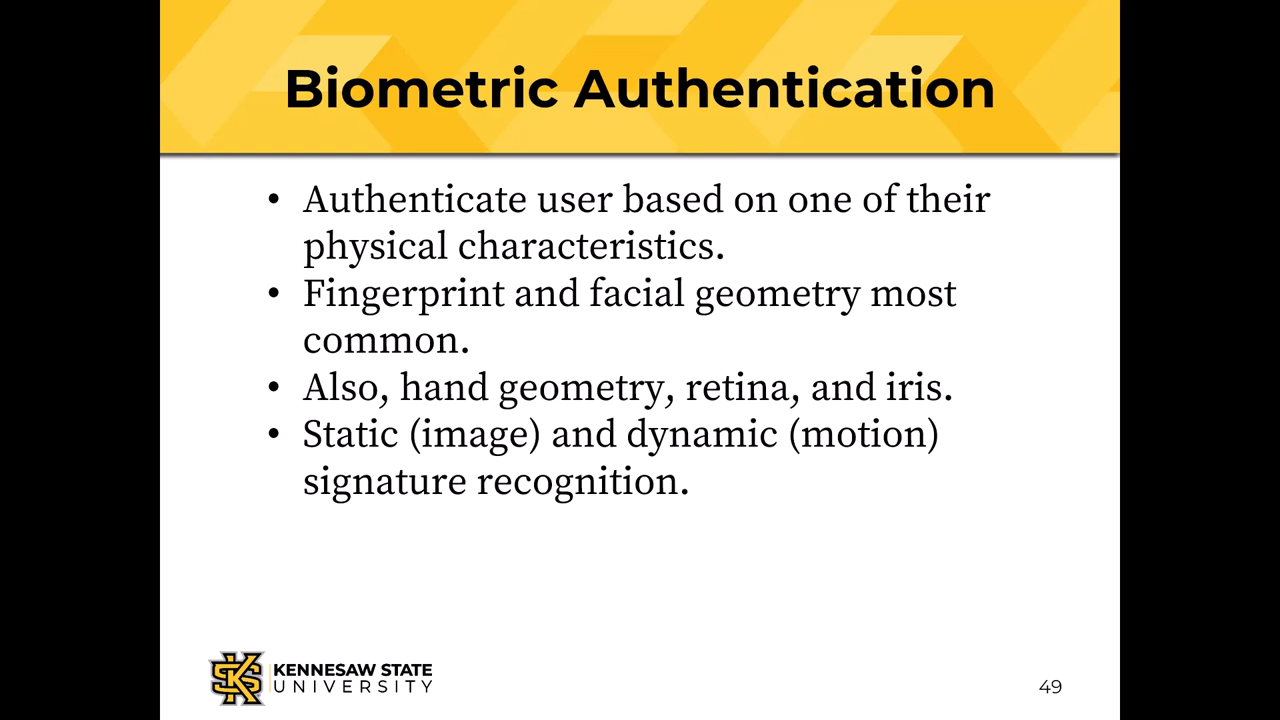 Biometric Authentication
• Authenticate user based on one of their
physical characteristics.
• Fingerprint and facial geometry most
common.
• Also, hand geometry, retina, and iris.
• Static (image) and dynamic (motion)
signature recognition.
KS
KENNESAW STATE
UNIVERSITY
49